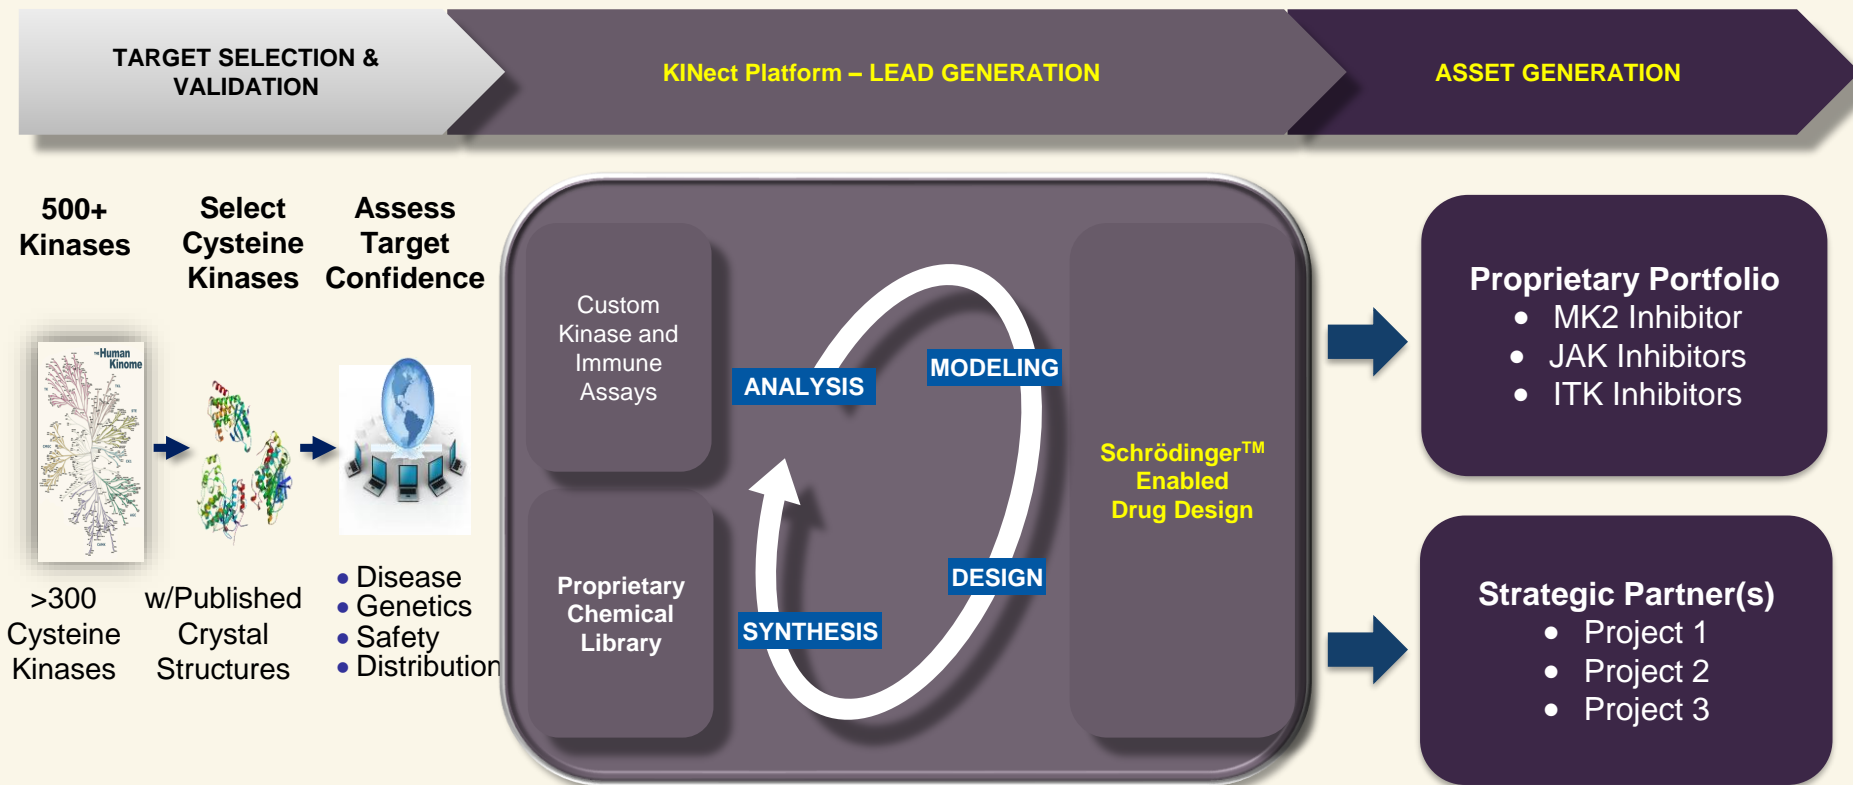 TARGET SELECTION &
VALIDATION
KINect Platform – LEAD GENERATION
ASSET GENERATION
500+
Kinases
Select
Cysteine
Kinases
Assess
Target
Confidence
THE Human
Kinome
>300
Cysteine
Kinases
w/Published
Crystal
Structures
• Disease
• Genetics
• Safety
• Distribution
Custom
Kinase and
Immune
Assays
Proprietary
Chemical
Library
ANALYSIS
MODELING
DESIGN
SYNTHESIS
Schrödinger™
Enabled
Drug Design
Proprietary Portfolio
• MK2 Inhibitor
• JAK Inhibitors
• ITK Inhibitors
Strategic Partner(s)
• Project 1
• Project 2
• Project 3